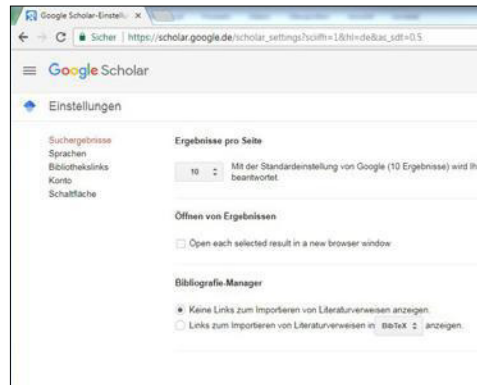 Google Scholar-Einstellu
Sicher | https://scholar.google.de/scholar_settings?sciifh=1&hl=de&as_sdt=0,5
Google Scholar
Einstellungen
Suchergebnisse
Sprachen
Bibliothekslinks
Konto
Schaltfläche
Ergebnisse pro Seite
10 Mit der Standardeinstellung von Google (10 Ergebnisse) wird Ih
beantwortet.
Öffnen von Ergebnissen
Open each selected result in a new browser window
Bibliografie-Manager
Keine Links zum Importieren von Literaturverweisen anzeigen.
Links zum Importieren von Literaturverweisen in BibTeX anzeigen.